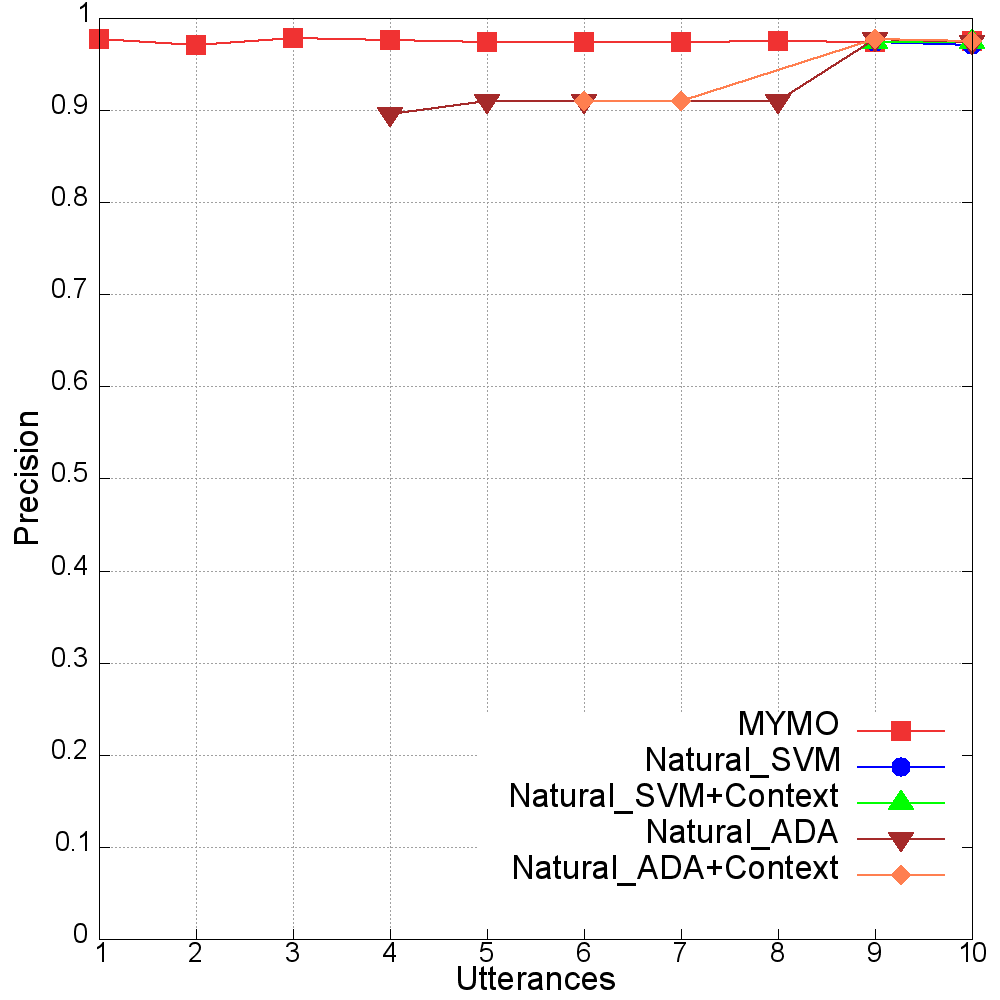 1
0.9
0.8
0.7
0.6
0.5
0.4
0.3
0.2
0.1
0
Precision
MYMO
Natural_SVM
Natural_SVM+Context
Natural_ADA
Natural_ADA+Context
1 2 3 4 5 6 7 8 9 10
Utterances